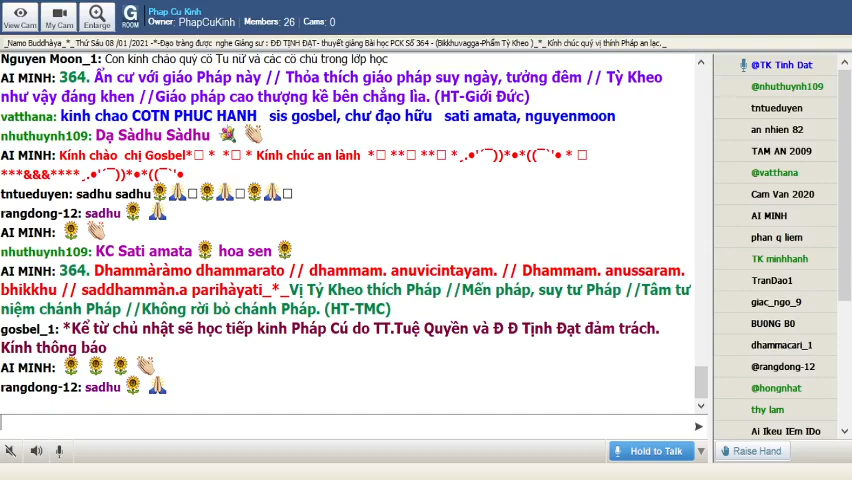 View Cam
My Cam
Enlarge
G
ROOM
Phap Cu Kinh
Owner: PhapCuKinh Members: 26 Cams: 0
_Namo Buddhàya_*_ Thứ Sáu 08 /01 /2021 -*-Đạo tràng được nghe Giảng sư : ĐĐ TỊNH ĐẠT- thuyết giảng Bài học PCK Số 364 - (Bikkhuvagga-Phẩm Tỳ Kheo )_*_ Kính chúc quý vị thính Pháp an lạc._
Nguyen Moon_1: Con kính chào quý cô Tu nữ và các cô chú trong lớp học
AI MINH: 364. Ẩn cư với giáo Pháp này // Thỏa thích giáo pháp suy ngày, tưởng đêm // Tỳ Kheo
như vậy đáng khen //Giáo pháp cao thượng kề bên chẳng lìa. (HT-Giới Đức)
vatthana: kinh chao COTN PHUC HANH sis gosbel, chư đạo hữu sati amata, nguyenmoon
nhuthuynh109: Dạ Sàdhu Sàdhu
AI MINH: Kính chào chị Gosbel*□ * *□ * Kính chúc an lành *□ **□ **□ *¸.•'´¯))*•*((¯`'• * □
***&&&****¸.•'´¯))*•*((¯`'•
tntueduyen: sadhu sadhu
rangdong-12: sadhu
AI MINH:
nhuthuynh109: KC Sati amata hoa sen
AI MINH: 364. Dhammàràmo dhammarato // dhammam. anuvicintayam. // Dhammam. anussaram.
bhikkhu // saddhammàn.a parihàyati_*_Vị Tỷ Kheo thích Pháp //Mến pháp, suy tư Pháp //Tâm tư
niệm chánh Pháp //Không rời bỏ chánh Pháp. (HT-TMC)
gosbel_1: *Kể từ chủ nhật sẽ học tiếp kinh Pháp Cú do TT.Tuệ Quyền và Đ Đ Tịnh Đạt đảm trách.
Kính thông báo
AI MINH:
rangdong-12: sadhu
Hold to Talk
@TK Tinh Dat
@nhuthuynh109
tntueduyen
an nhien 82
TAM AN 2009
@vatthana
Cam Van 2020
AI MINH
phan q liem
TK minhhanh
TranDao1
giac_ngo_9
BU0NG B0
dhammacari_1
@rangdong-12
@hongnhat
thy lam
Ai Ikeu IEm IDo
Raise Hand